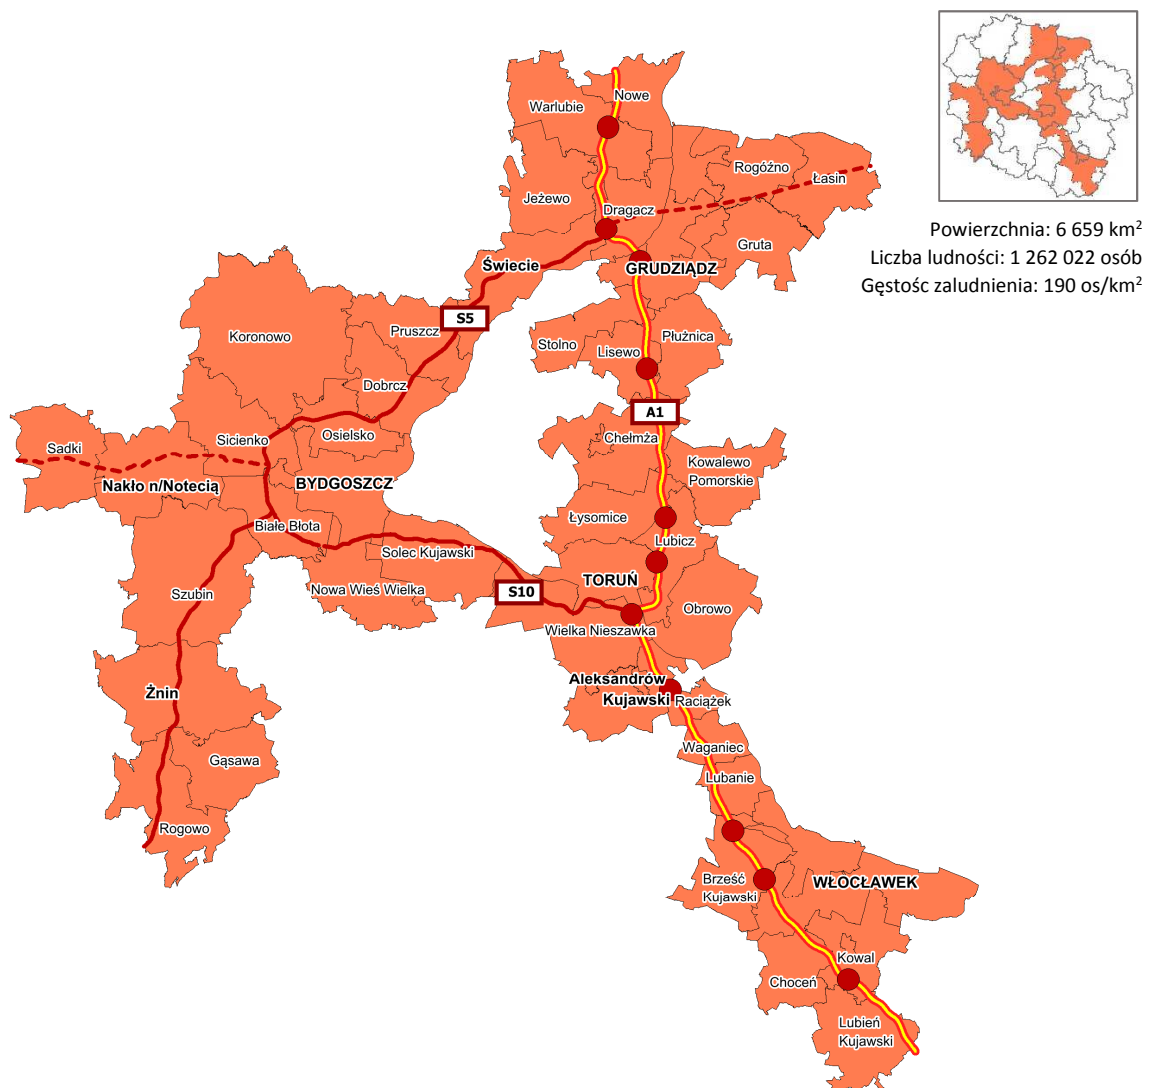 Nowe
Warlubie
Rogóźno
Łasin
Jeżewo
Dragacz
Powierzchnia: 6 659 km²
Gruta
Liczba ludności: 1 262 022 osób
Świecie
GRUDZIĄDZ
Gęstośc zaludnienia: 190 os/km²
S5
Pruszcz
Koronowo
Płużnica
Stolno
Lisewo
Dobrcz
A1
Osielsko
Sicienko
Chełmża
Sadki
Kowalewo
Pomorskie
Nakło n/Notecią
BYDGOSZCZ
Łysomice
Białe Błota
Lubicz
Solec Kujawski
TORUŃ
Nowa Wieś Wielka
S10
Szubin
Obrowo
Wielka Nieszawka
Aleksandrów
Kujawski
Żnin
Raciążek
Waganiec
Gąsawa
Lubanie
Rogowo
Brześć
Kujawski
WŁOCŁAWEK
Kowal
Choceń
Lubień
Kujawski